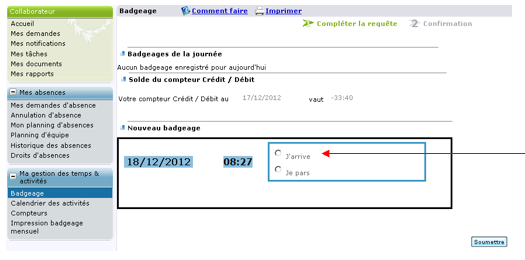 Collaborateur
Accueil
Mes demandes
Mes notifications
Mes tâches
Mes documents
Mes rapports
Mes absences
Mes demandes d'absence
Annulation d'absence
Mon planning d'absences
Planning d'équipe
Historique des absences
Droits d'absences
Ma gestion des temps &
activités
Badgeage
Calendrier des activités
Compteurs
Impression badgeage
mensuel
Badgeage Comment faire Imprimer
Compléter la requête 2 Confirmation
Badgeages de la journée
Aucun badgeage enregistré pour aujourd'hui
Solde du compteur Crédit / Débit
Votre compteur Crédit / Débit au 17/12/2012 vaut -33:40
Nouveau badgeage
18/12/2012 08:27
J'arrive
Je pars
Soumettre